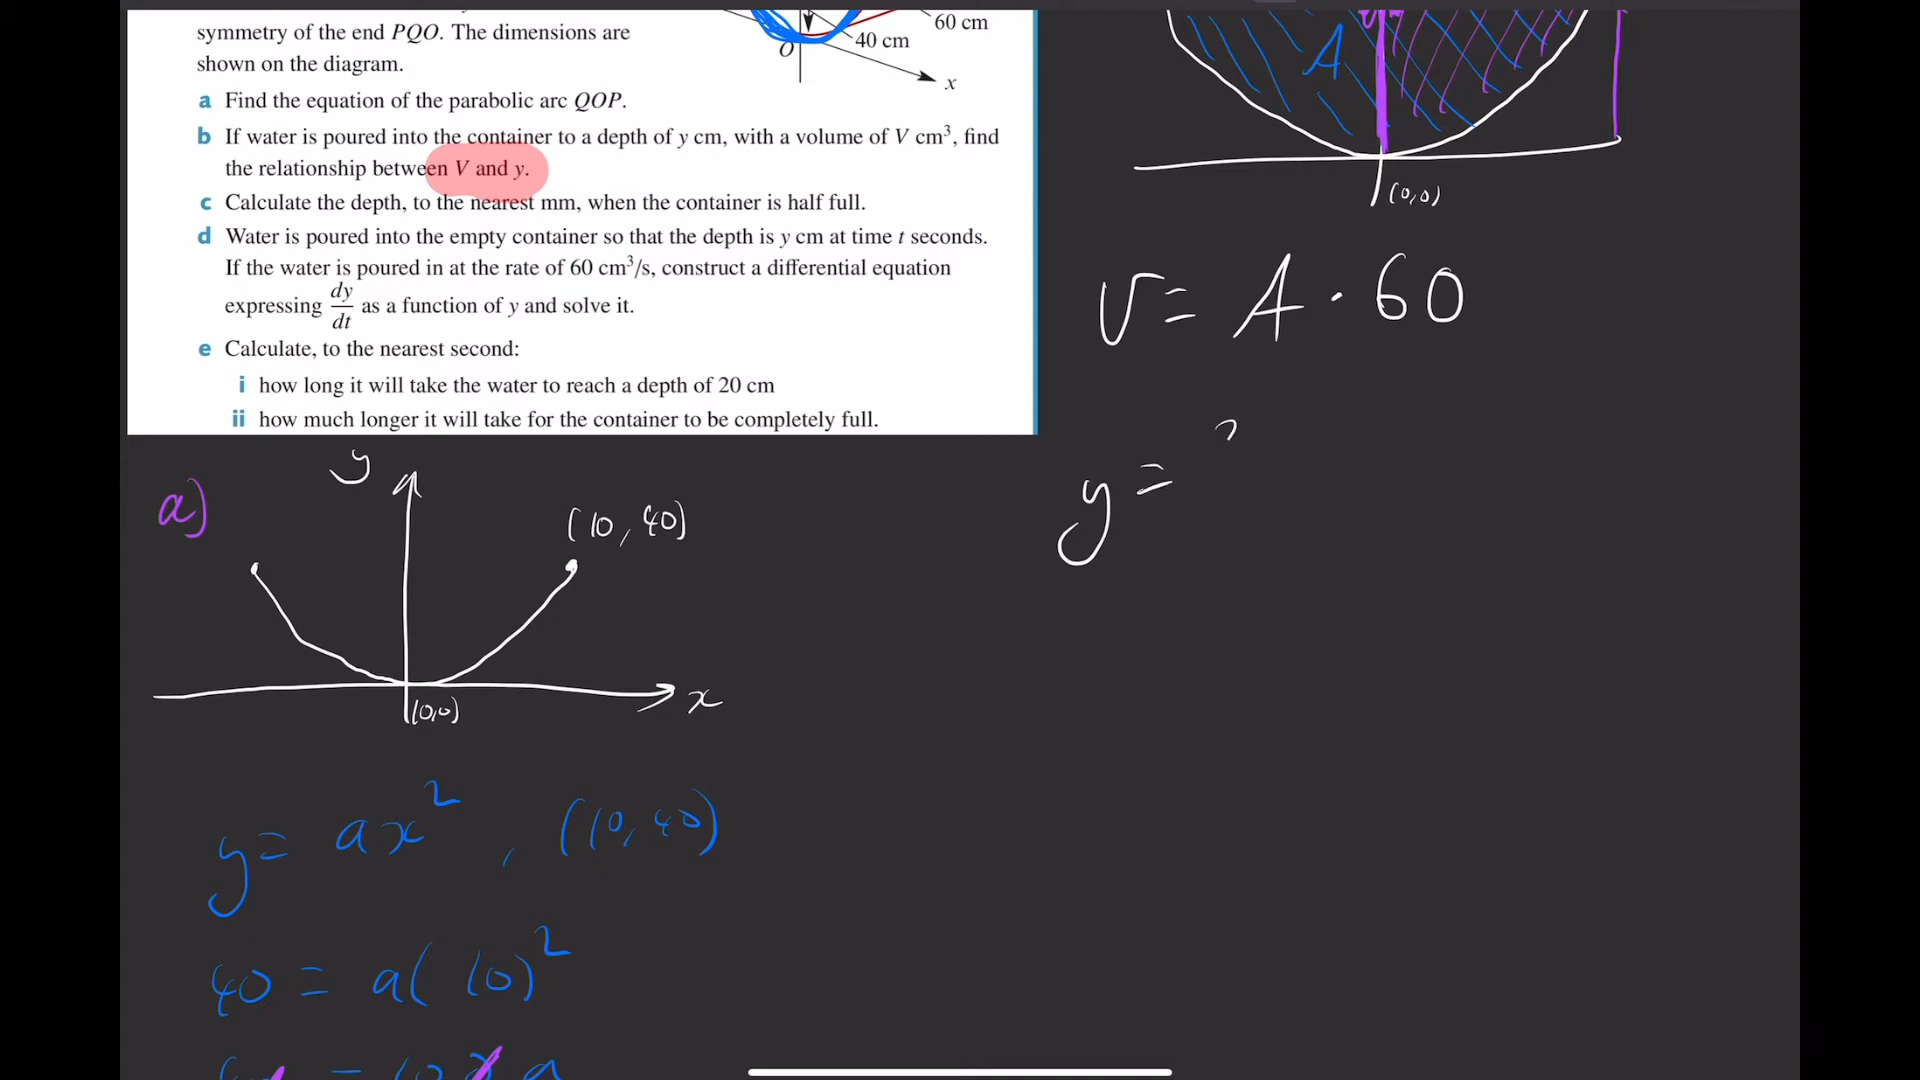 symmetry of the end PQO. The dimensions are
shown on the diagram.
60 cm
40 cm
O
x
a Find the equation of the parabolic arc QOP.
b If water is poured into the container to a depth of y cm, with a volume of V cm³, find
the relationship between V and y.
c Calculate the depth, to the nearest mm, when the container is half full.
d Water is poured into the empty container so that the depth is y cm at time t seconds.
If the water is poured in at the rate of 60 cm³/s, construct a differential equation
expressing dy/dt as a function of y and solve it.
e Calculate, to the nearest second:
i how long it will take the water to reach a depth of 20 cm
ii how much longer it will take for the container to be completely full.
a)
y
(10, 40)
(0,0)
x
y = ax² , (10, 40)
40 = a(10)²
A
(0,0)
V = A · 60
y =